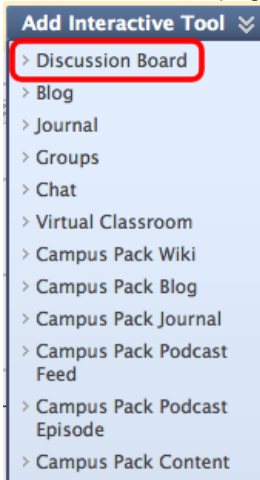 Add Interactive Tool
> Discussion Board
> Blog
> Journal
> Groups
> Chat
> Virtual Classroom
> Campus Pack Wiki
> Campus Pack Blog
> Campus Pack Journal
> Campus Pack Podcast
Feed
> Campus Pack Podcast
Episode
> Campus Pack Content